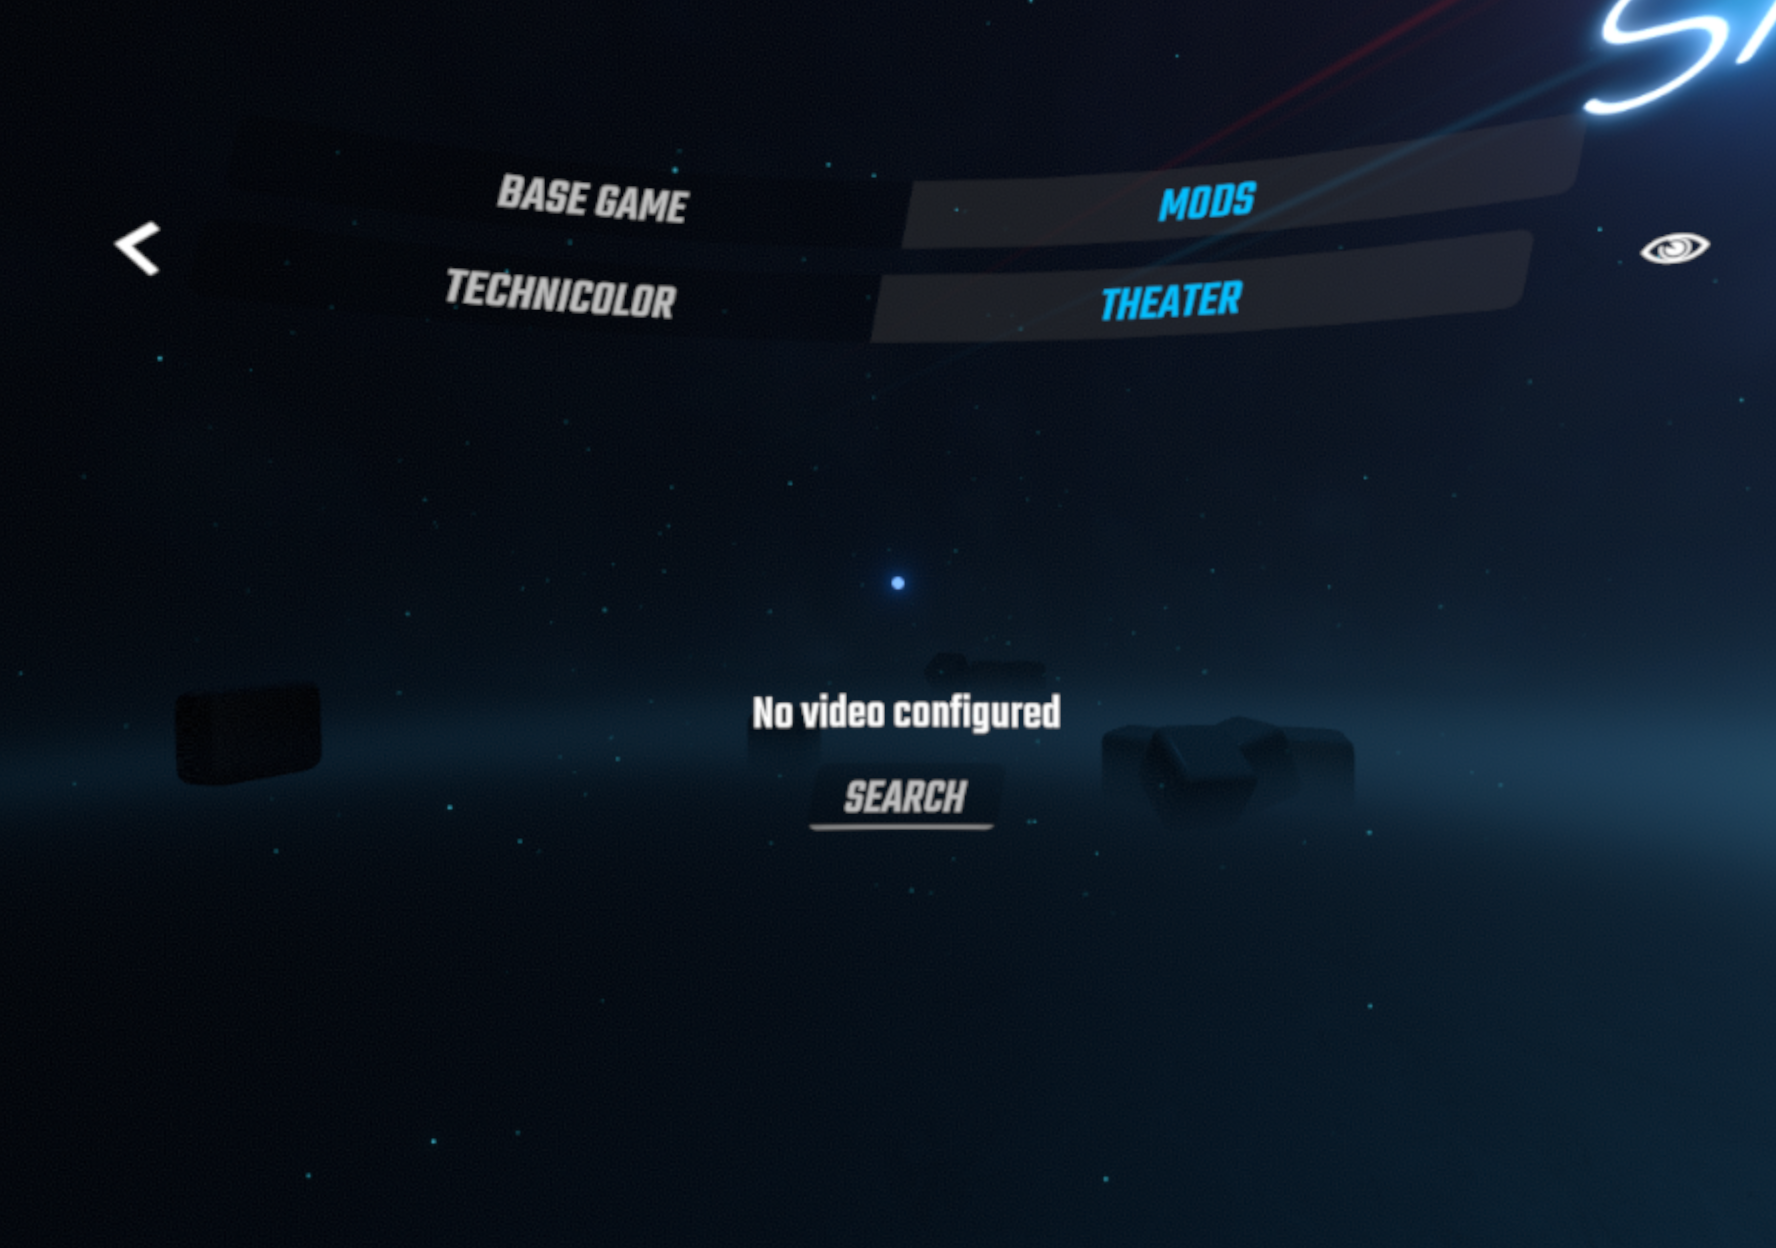 BASE GAME
MODS
TECHNICOLOR
THEATER
No video configured
SEARCH